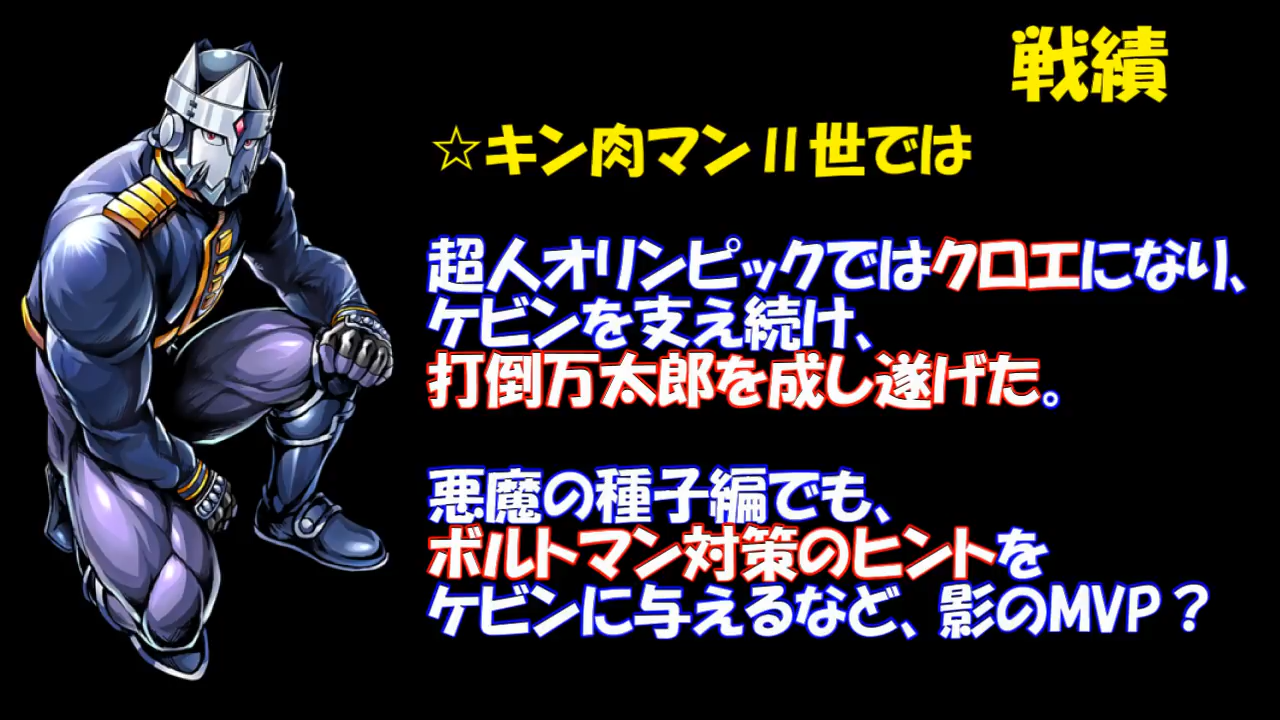 戦績
☆キン肉マンⅡ世では
超人オリンピックではクロエになり、
ケビンを支え続け、
打倒万太郎を成し遂げた。
悪魔の種子編でも、
ボルトマン対策のヒントを
ケビンに与えるなど、影のMVP？